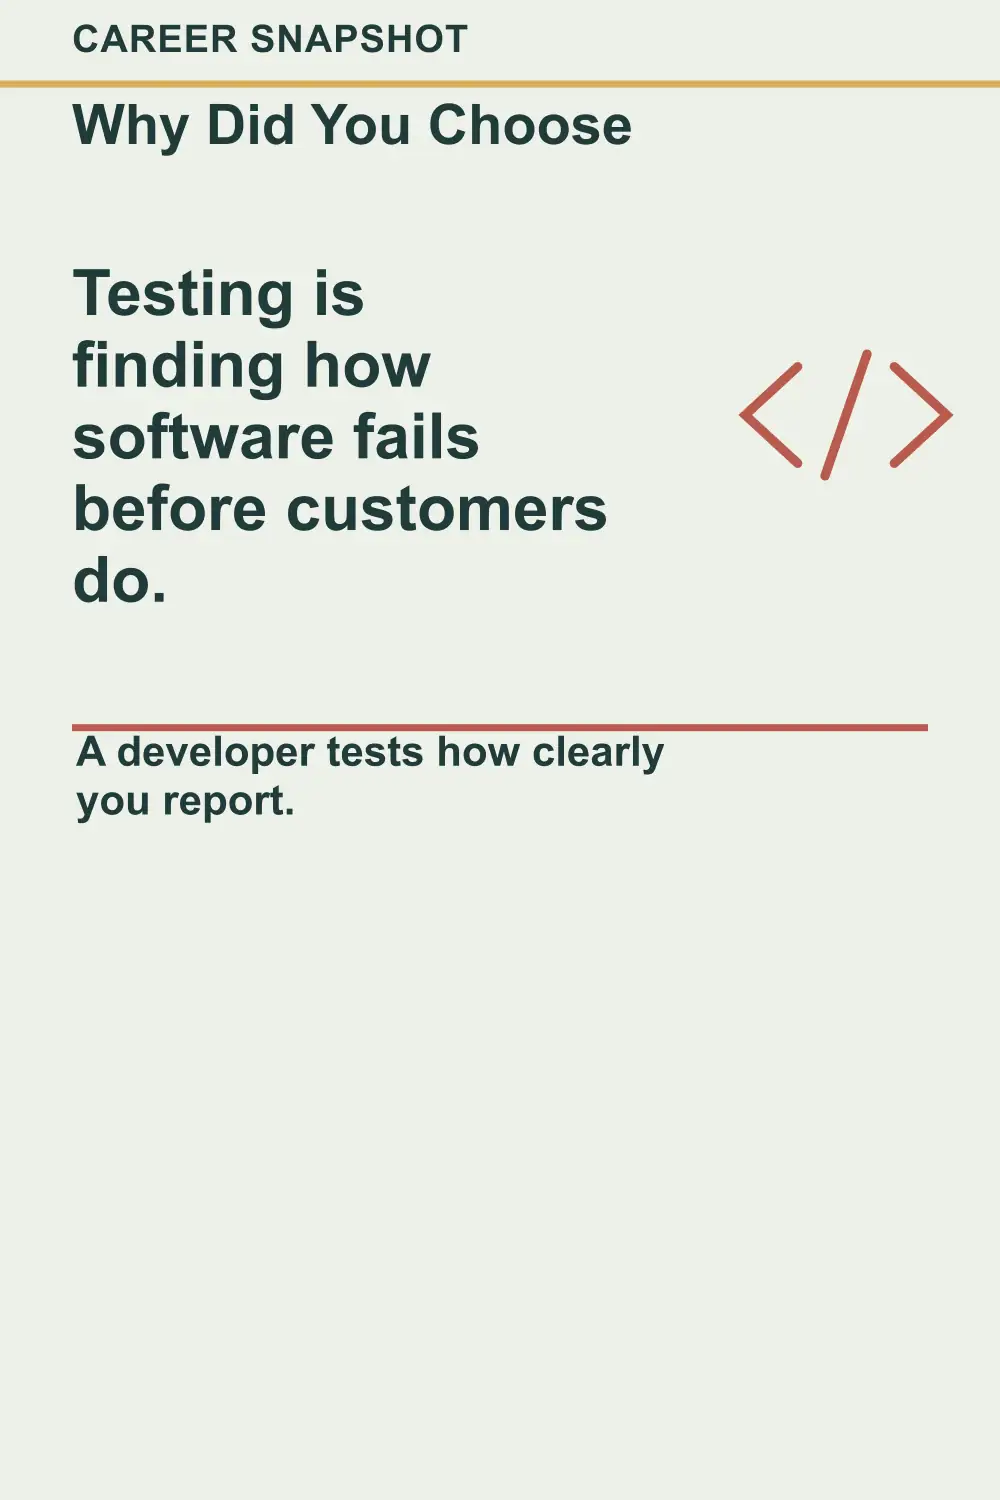 CAREER SNAPSHOT
Why Did You Choose
Testing is
finding how
software fails
before customers
do.
</>
A developer tests how clearly
you report.